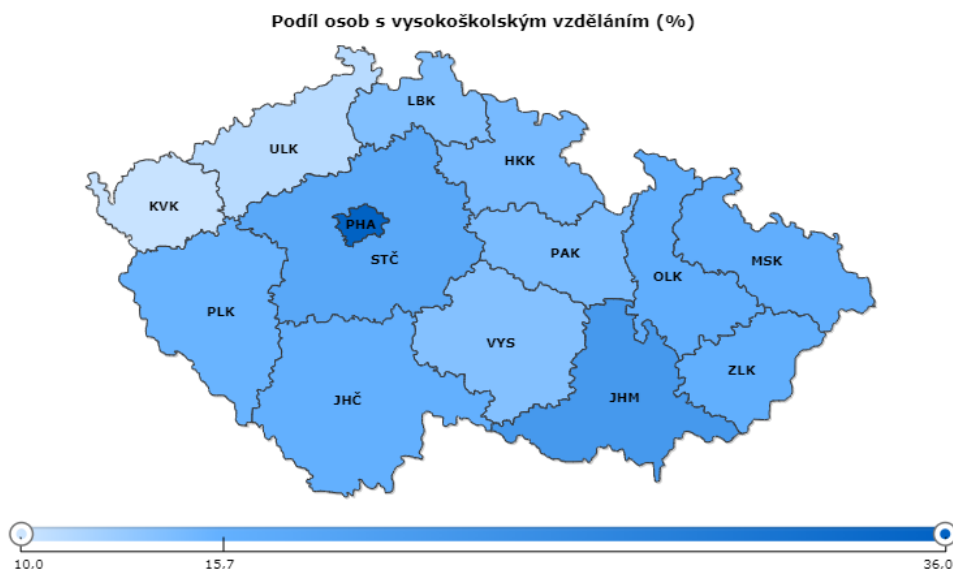 Podíl osob s vysokoškolským vzděláním (%)
LBK
ULK
HKK
KVK
PHA
STČ
PAK
MSK
OLK
PLK
VYS
ZLK
JHČ
JHM
10.0
15.7
36.0